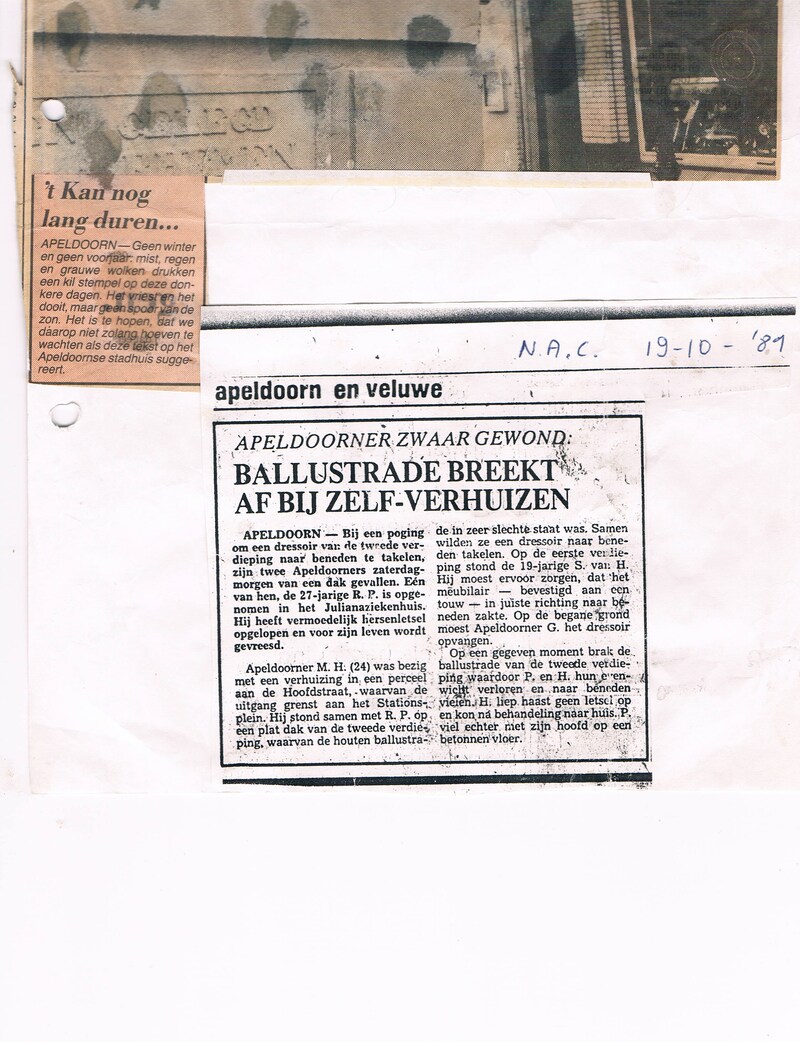 GELIEGD
't Kan nog
lang duren...
APELDOORN — Geen winter
en geen voorjaar: mist, regen
en grauwe wolken drukken
een kil stempel op deze don-
kere dagen. Het vriest en het
dooit, maar geen spoor van de
zon. Het is te hopen, dat we
daarop niet zolang hoeven te
wachten als deze tekst op het
Apeldoornse stadhuis sugge-
reert.
N.A.C. 19-10-'89
apeldoorn en veluwe
APELDOORNER ZWAAR GEWOND:
BALLUSTRADE BREEKT
AF BIJ ZELF-VERHUIZEN
APELDOORN — Bij een poging
om een dressoir van de tweede ver-
dieping naar beneden te takelen,
zijn twee Apeldoorners zaterdag-
morgen van een dak gevallen. Eén
van hen, de 27-jarige R. P. is opge-
nomen in het Julianaziekenhuis.
Hij heeft vermoedelijk hersenletsel
opgelopen en voor zijn leven wordt
gevreesd.
Apeldoorner M. H. (24) was bezig
met een verhuizing in een perceel
aan de Hoofdstraat, waarvan de
uitgang grenst aan het Stations-
plein. Hij stond samen met R. P. op
een plat dak van de tweede verdie-
ping, waarvan de houten ballustra-
de in zeer slechte staat was. Samen
wilden ze een dressoir naar bene-
den takelen. Op de eerste verdie-
ping stond de 19-jarige S. van H.
Hij moest ervoor zorgen, dat het
meubilair — bevestigd aan een
touw — in juiste richting naar be-
neden zakte. Op de begane grond
moest Apeldoorner G. het dressoir
opvangen.
Op een gegeven moment brak de
ballustrade van de tweede verdie-
ping waardoor P. en H. hun even-
wicht verloren en naar beneden
vielen. H. liep haast geen letsel op
en kon na behandeling naar huis. P.
viel echter met zijn hoofd op een
betonnen vloer.